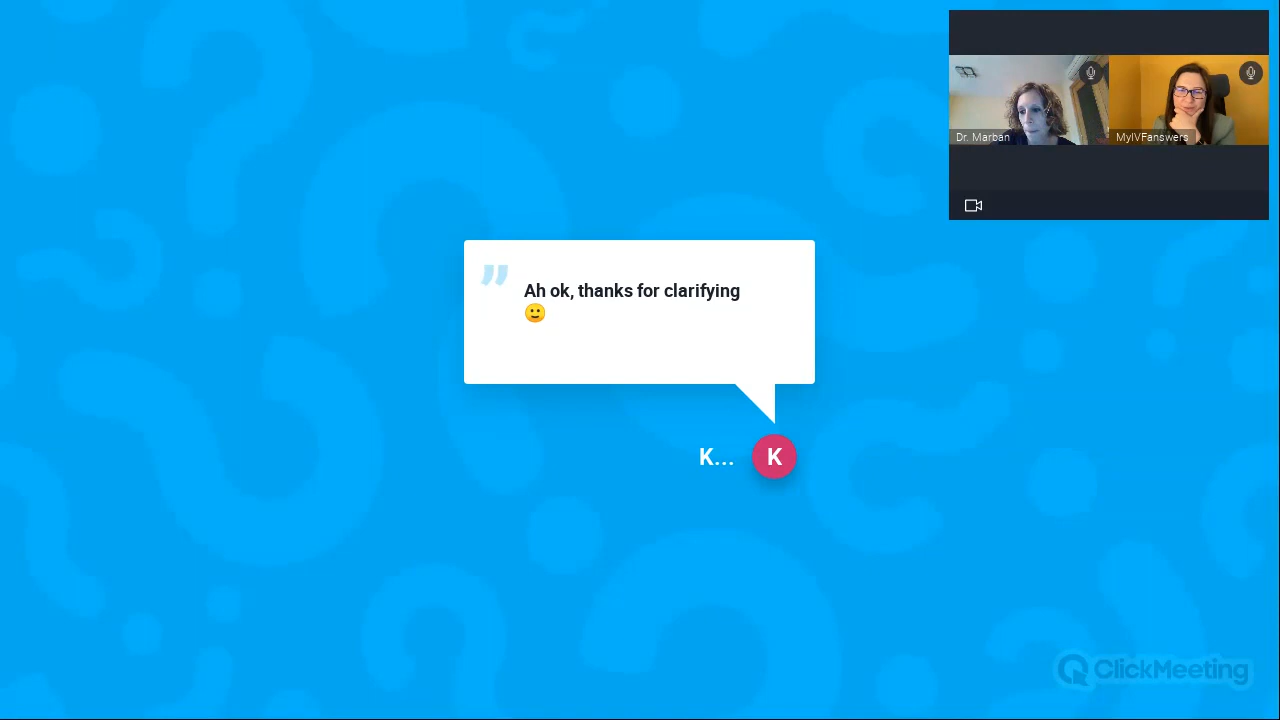 Dr. Marban
MyIVFanswers
Ah ok, thanks for clarifying
🙂
K...
K
ClickMeeting